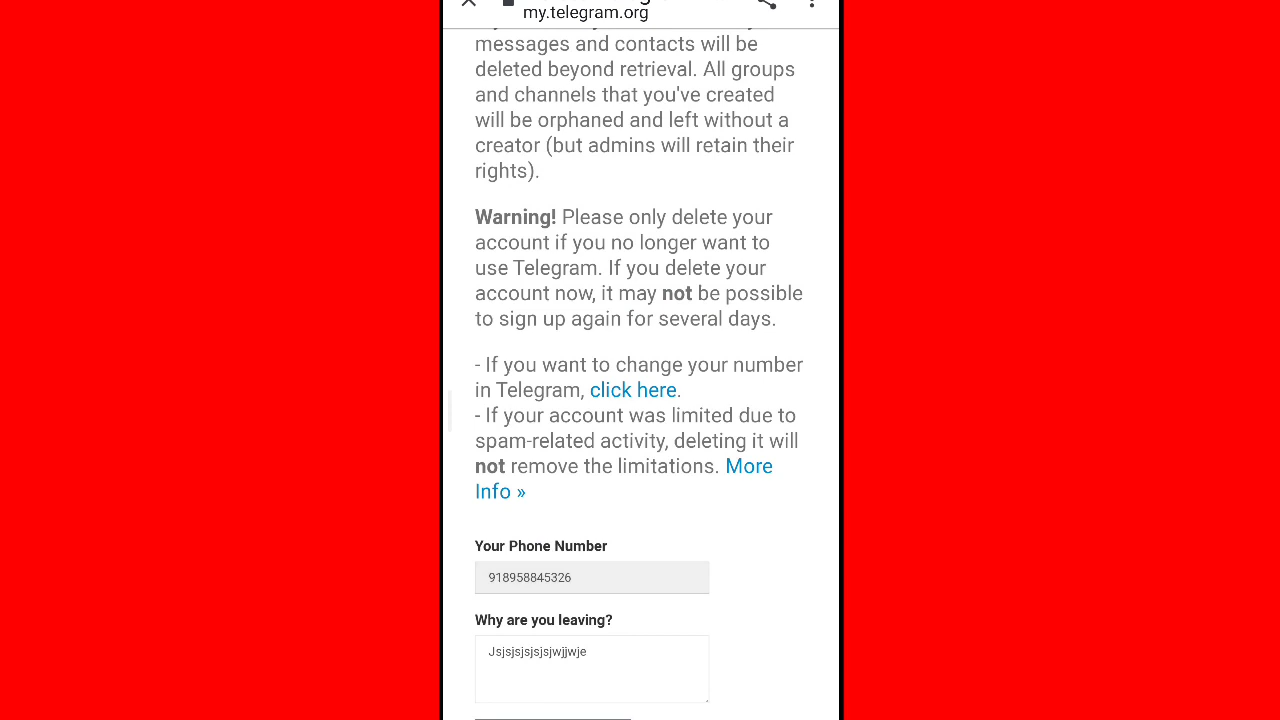 my.telegram.org
messages and contacts will be
deleted beyond retrieval. All groups
and channels that you've created
will be orphaned and left without a
creator (but admins will retain their
rights).
Warning! Please only delete your
account if you no longer want to
use Telegram. If you delete your
account now, it may not be possible
to sign up again for several days.
- If you want to change your number
in Telegram, click here.
- If your account was limited due to
spam-related activity, deleting it will
not remove the limitations. More
Info »
Your Phone Number
918958845326
Why are you leaving?
Jsjsjsjsjsjsjwjjwje